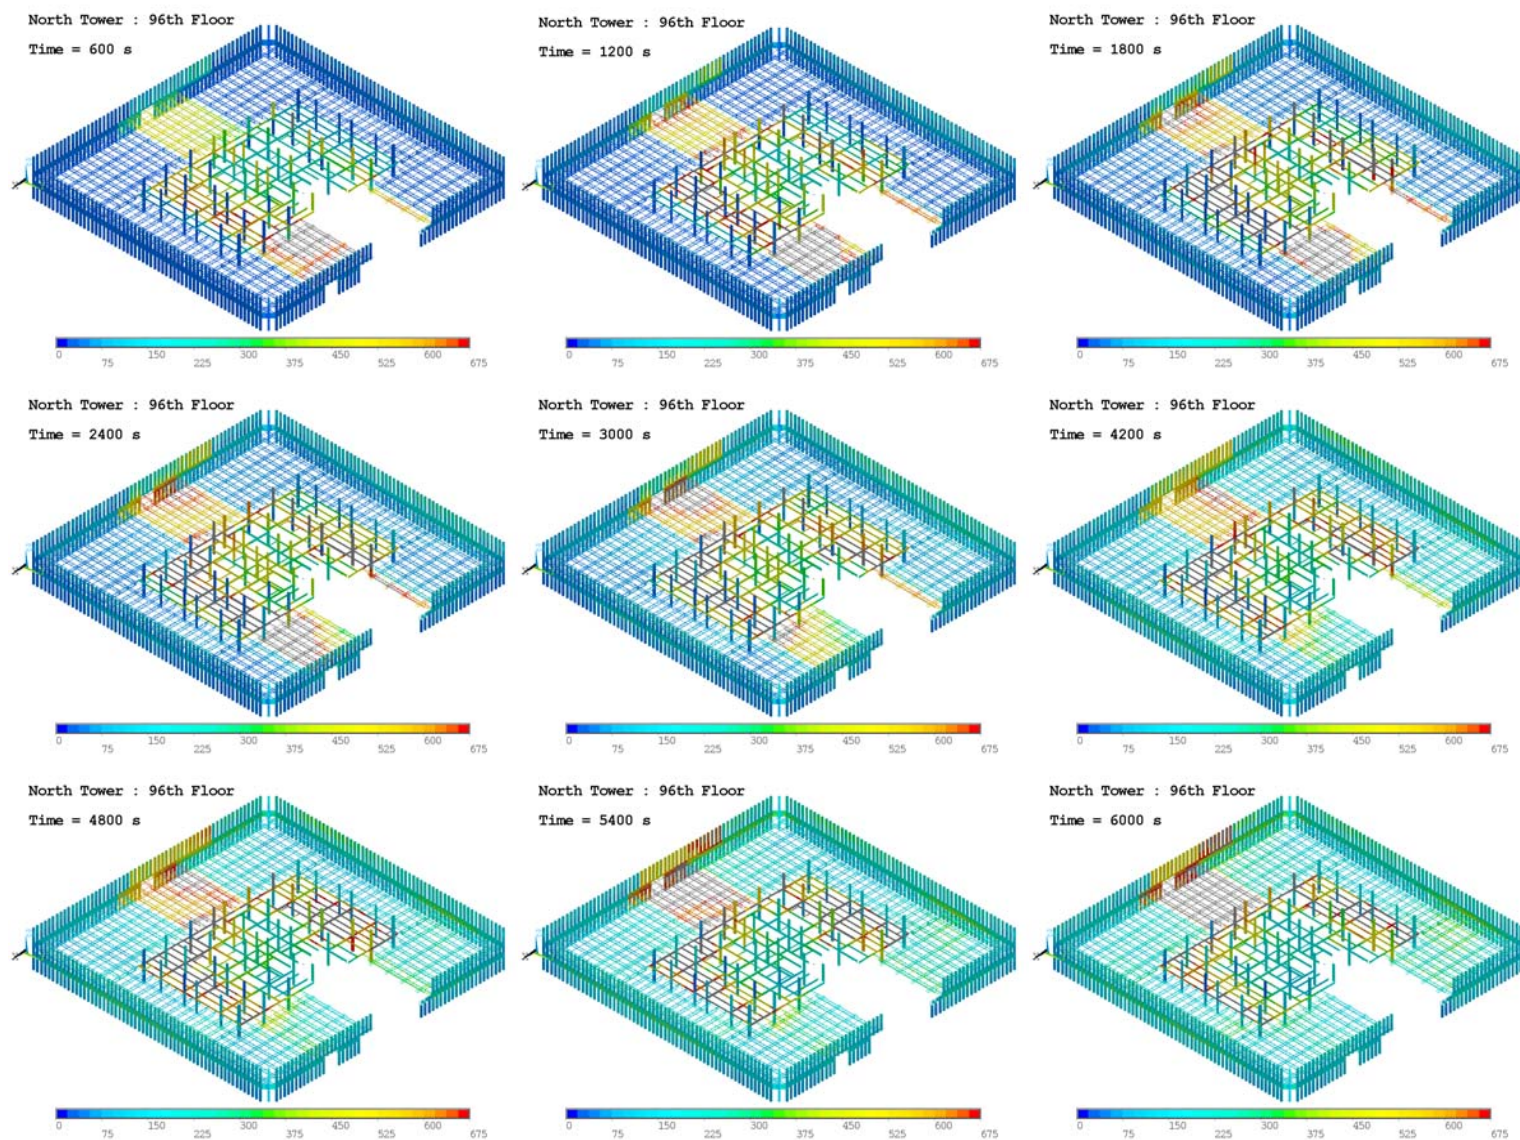 North Tower : 96th Floor
Time = 600 s
0 75 150 225 300 375 450 525 600 675
North Tower : 96th Floor
Time = 1200 s
0 75 150 225 300 375 450 525 600 675
North Tower : 96th Floor
Time = 1800 s
0 75 150 225 300 375 450 525 600 675
North Tower : 96th Floor
Time = 2400 s
0 75 150 225 300 375 450 525 600 675
North Tower : 96th Floor
Time = 3000 s
0 75 150 225 300 375 450 525 600 675
North Tower : 96th Floor
Time = 4200 s
0 75 150 225 300 375 450 525 600 675
North Tower : 96th Floor
Time = 4800 s
0 75 150 225 300 375 450 525 600 675
North Tower : 96th Floor
Time = 5400 s
0 75 150 225 300 375 450 525 600 675
North Tower : 96th Floor
Time = 6000 s
0 75 150 225 300 375 450 525 600 675